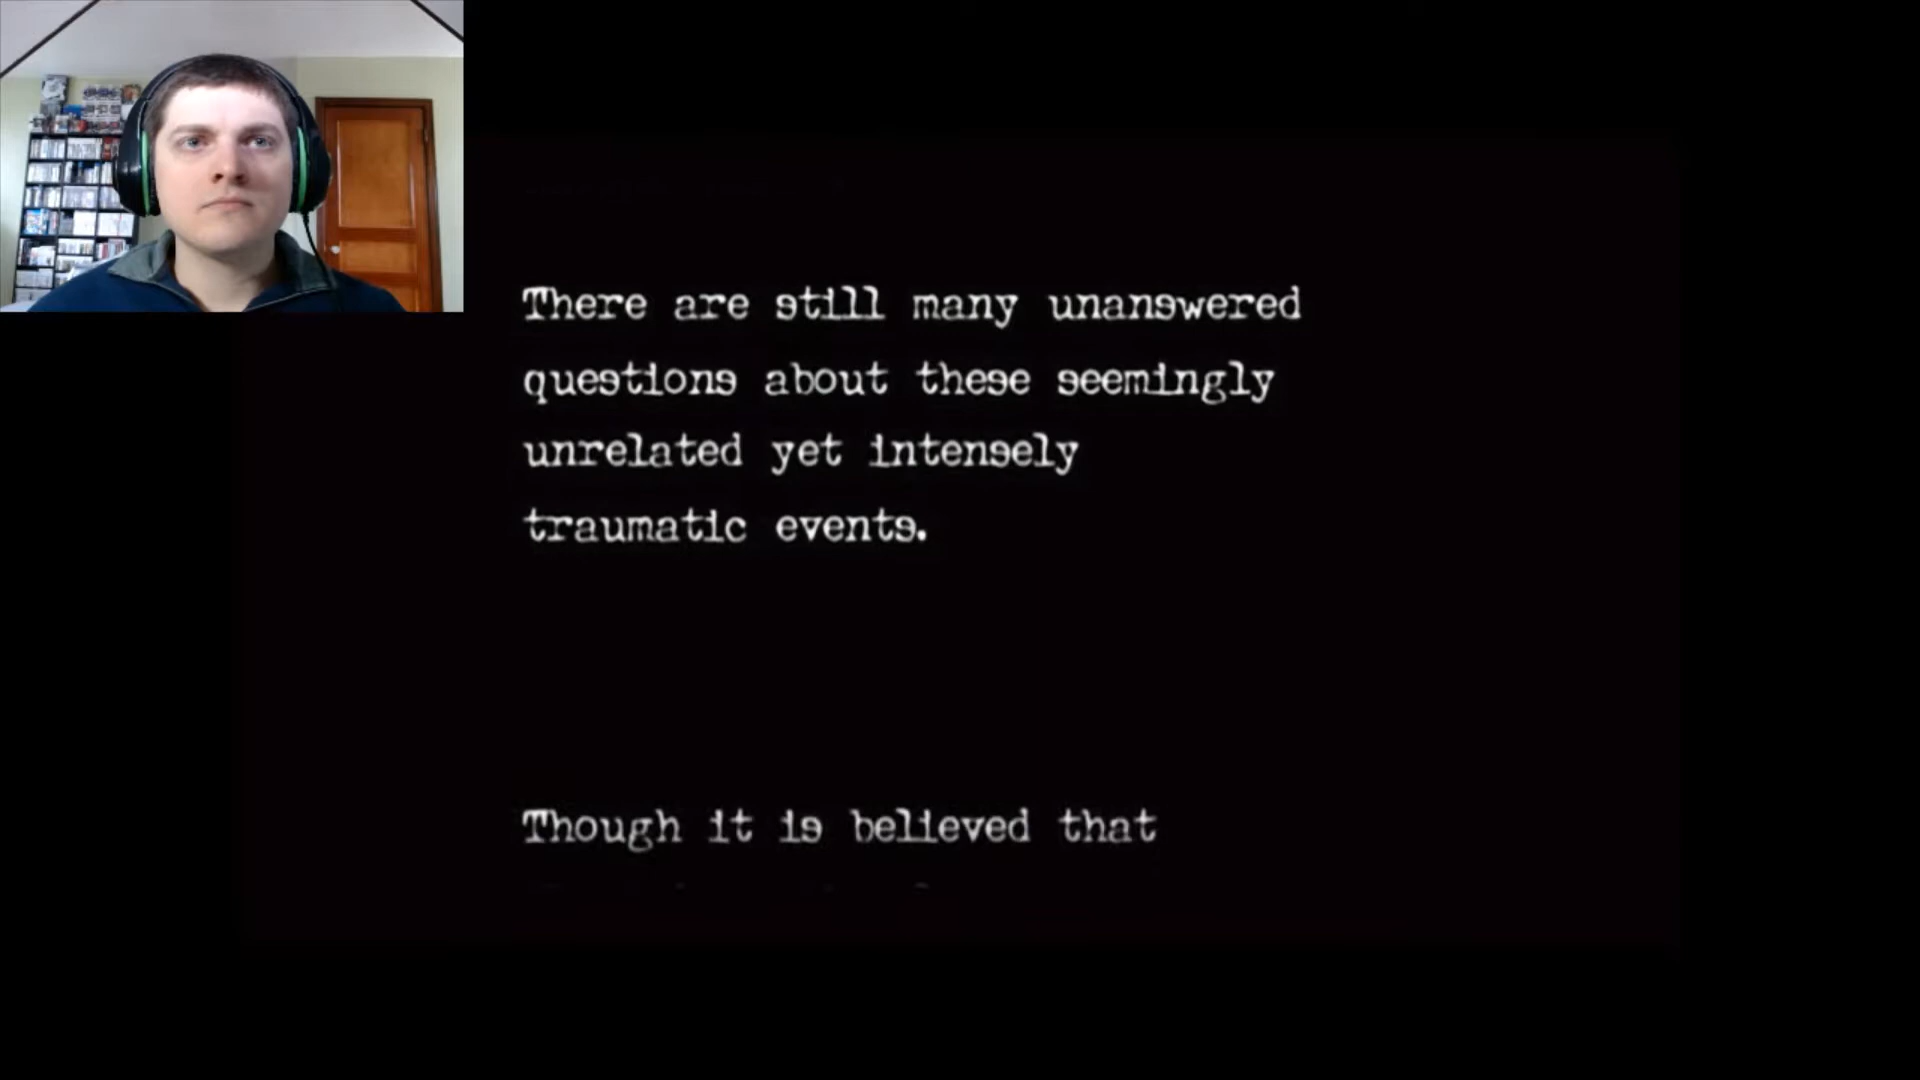 There are still many unanswered
questions about these seemingly
unrelated yet intensely
traumatic events.
Though it is believed that